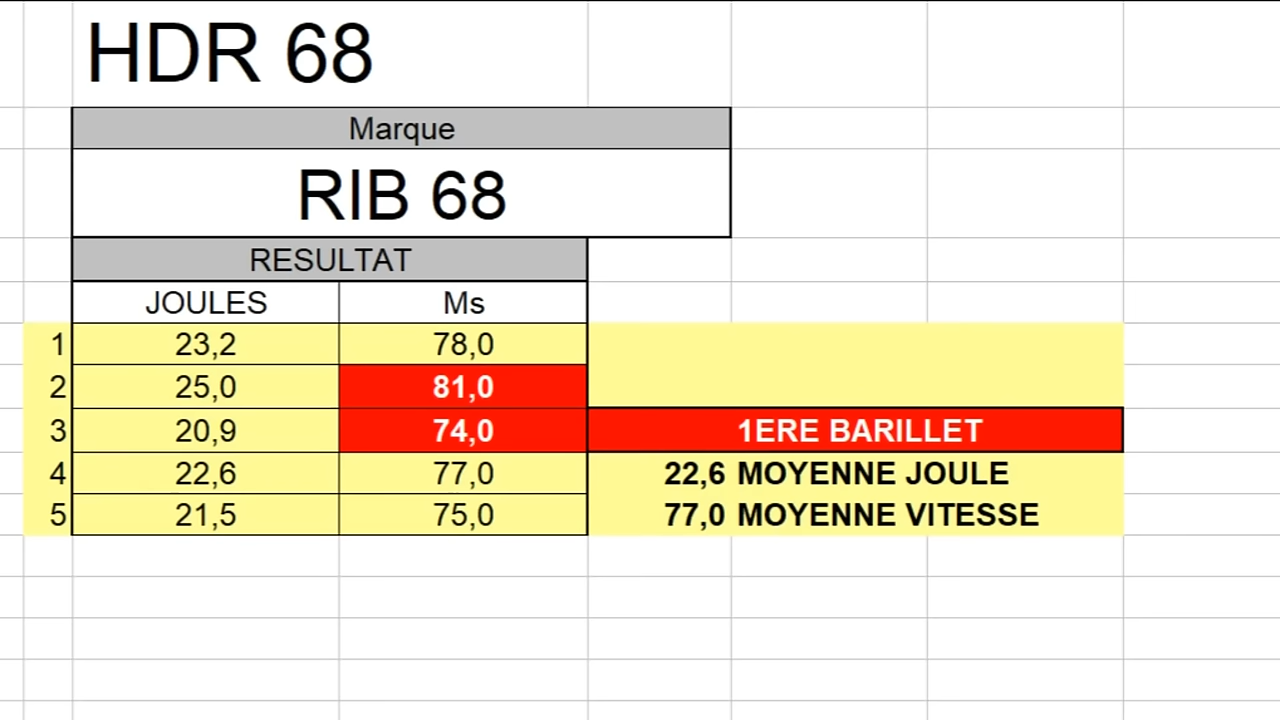 HDR 68
Marque
RIB 68
RESULTAT
JOULES Ms
1 23,2 78,0
2 25,0 81,0
3 20,9 74,0 1ERE BARILLET
4 22,6 77,0 22,6 MOYENNE JOULE
5 21,5 75,0 77,0 MOYENNE VITESSE